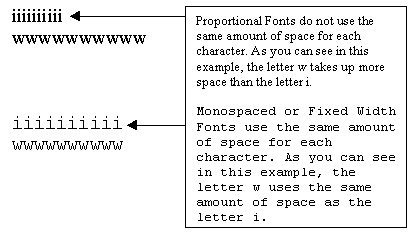 iiiiiiiiii
wwwwwwwwww
Proportional Fonts do not use the
same amount of space for each
character. As you can see in this
example, the letter w takes up more
space than the letter i.
iiiiiiiiii
wwwwwwwwww
Monospaced or Fixed Width
Fonts use the same amount
of space for each
character. As you can see
in this example, the
letter w uses the same
amount of space as the
letter i.